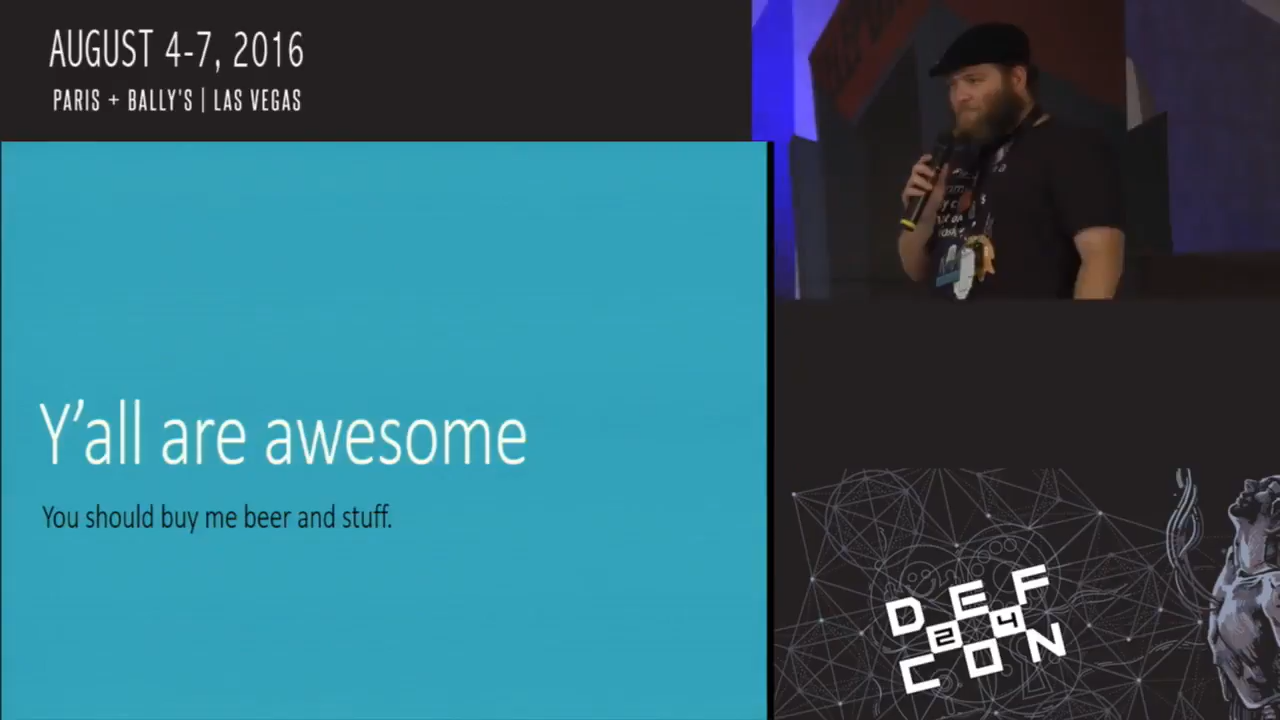 AUGUST 4-7, 2016
PARIS + BALLY'S | LAS VEGAS
Y'all are awesome
You should buy me beer and stuff.
DEF
24
CON